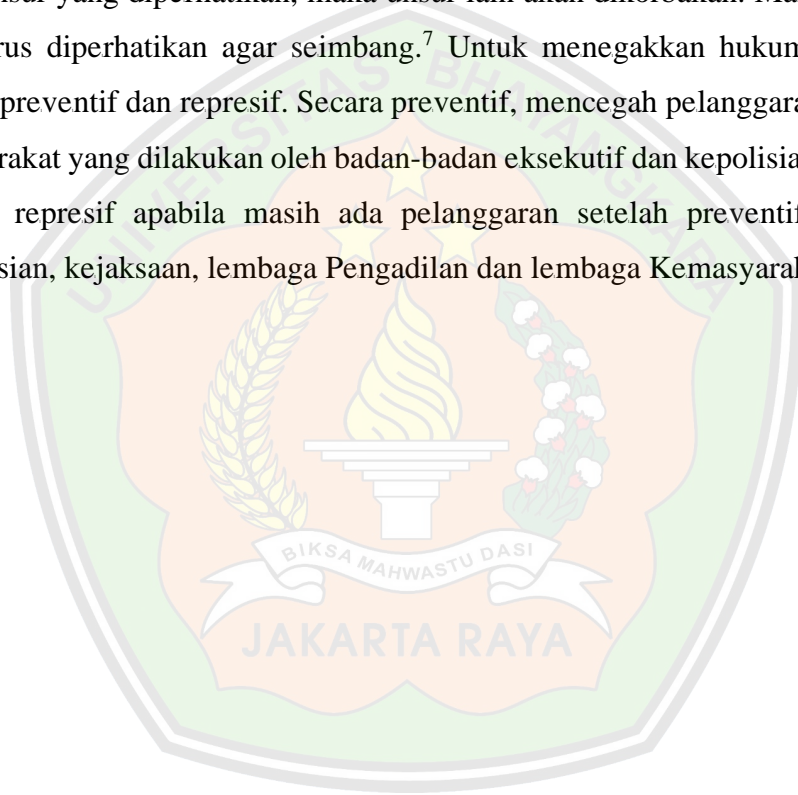 nsur yang diperhatikan, maka unsur lain akan dikorbankan. Ma
rus diperhatikan agar seimbang.7 Untuk menegakkan hukum
preventif dan represif. Secara preventif, mencegah pelanggara
rakat yang dilakukan oleh badan-badan eksekutif dan kepolisia
represif apabila masih ada pelanggaran setelah preventif
sian, kejaksaan, lembaga Pengadilan dan lembaga Kemasyaral
UNIVERSITAS BHAYANGKARA
BIKSA MAHWASTU DASI
JAKARTA RAYA